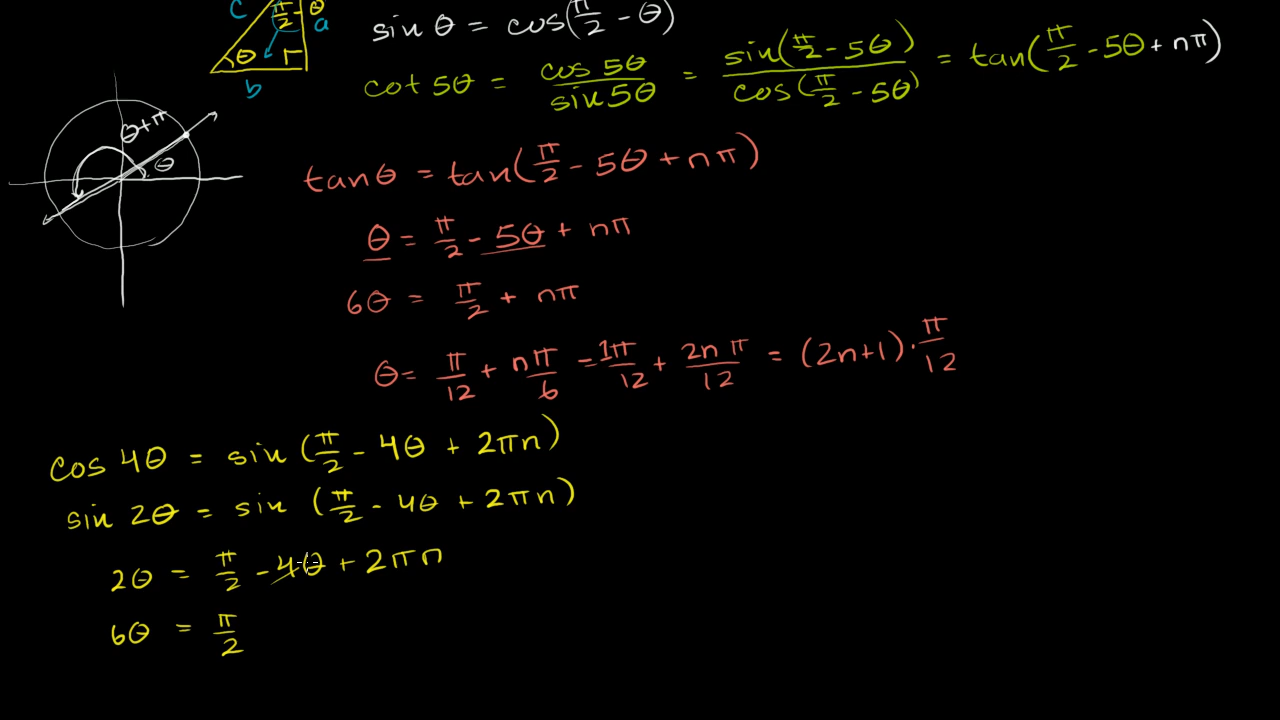 c π/2 - θ a
θ
b
sin θ = cos(π/2 - θ)
cot 5θ = cos 5θ / sin 5θ = sin(π/2 - 5θ) / cos(π/2 - 5θ) = tan(π/2 - 5θ + nπ)
θ+π
θ
tan θ = tan(π/2 - 5θ + nπ)
θ = π/2 - 5θ + nπ
6θ = π/2 + nπ
θ = π/12 + nπ/6 = 1π/12 + 2nπ/12 = (2n+1) · π/12
cos 4θ = sin (π/2 - 4θ + 2πn)
sin 2θ = sin (π/2 - 4θ + 2πn)
2θ = π/2 - 4θ + 2πn
6θ = π/2